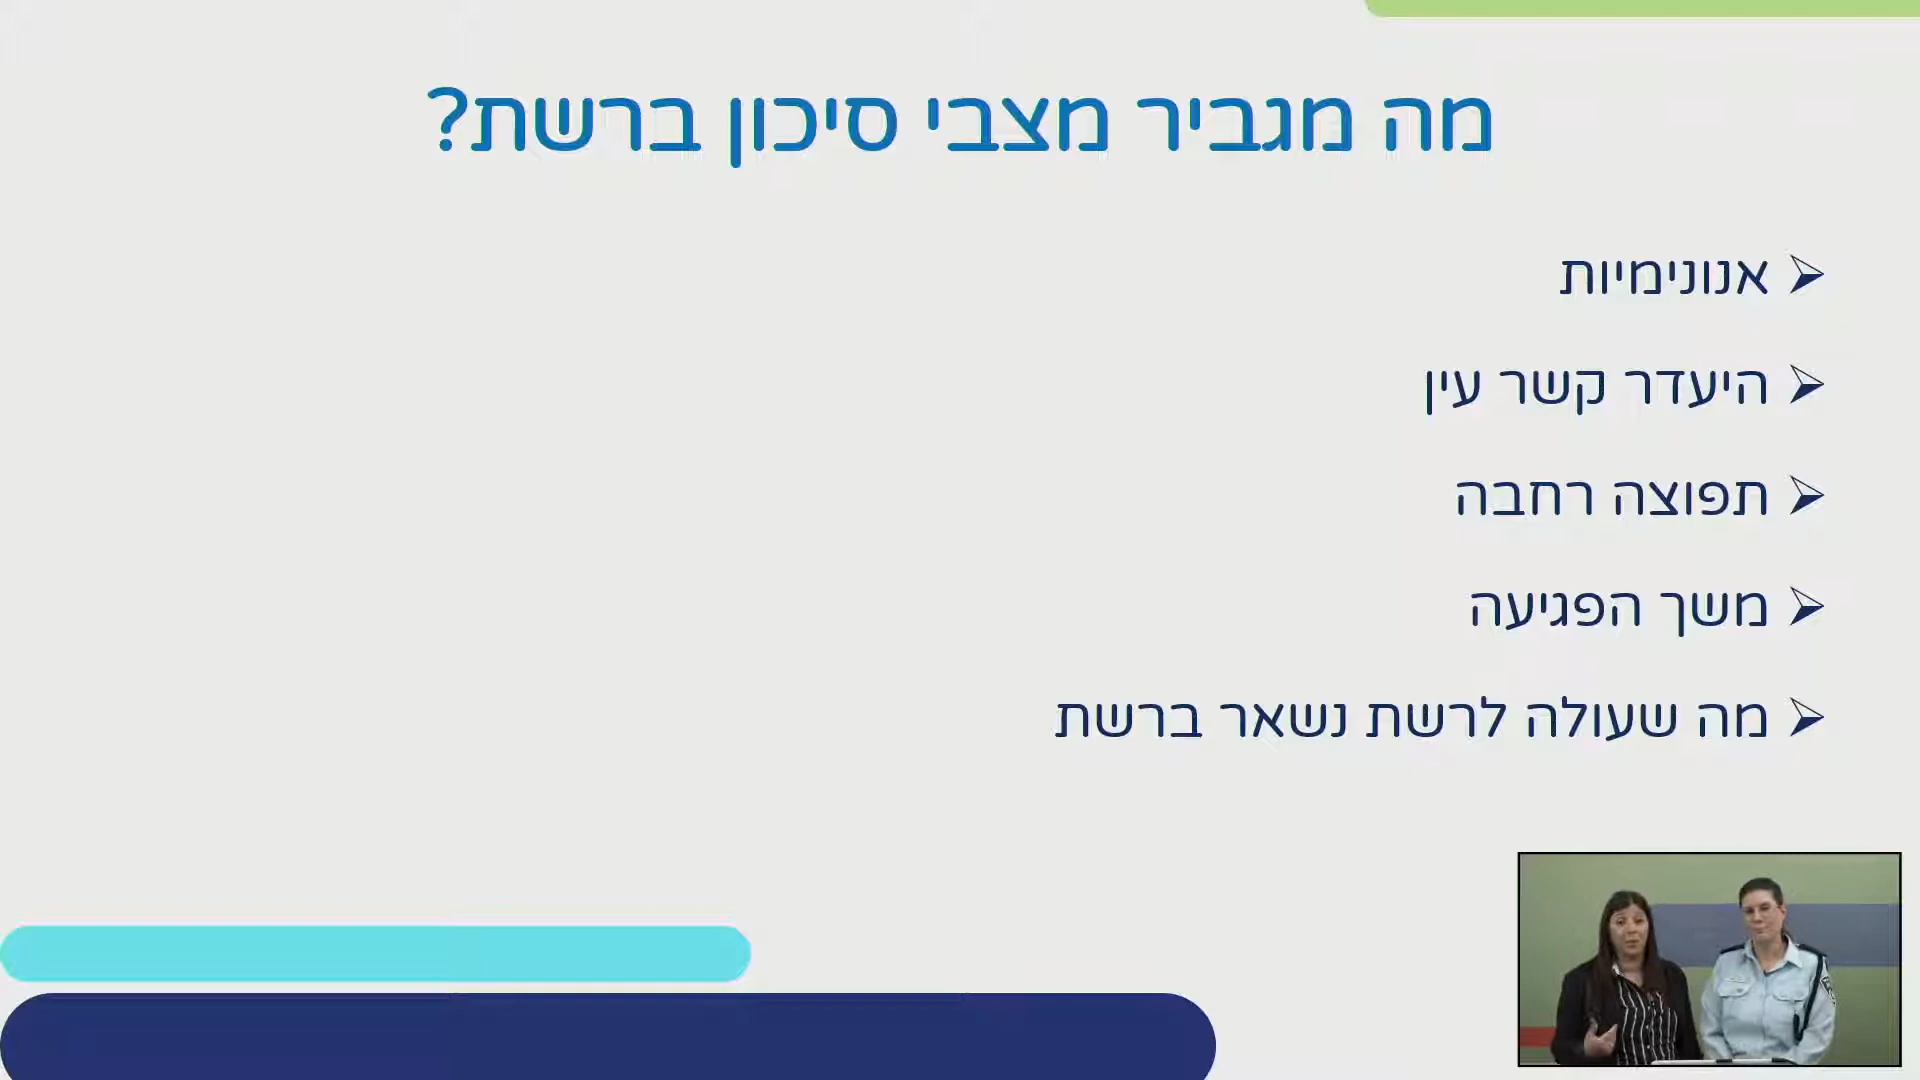 מה מגביר מצבי סיכון ברשת?
אנונימיות
היעדר קשר עין
תפוצה רחבה
משך הפגיעה
מה שעולה לרשת נשאר ברשת